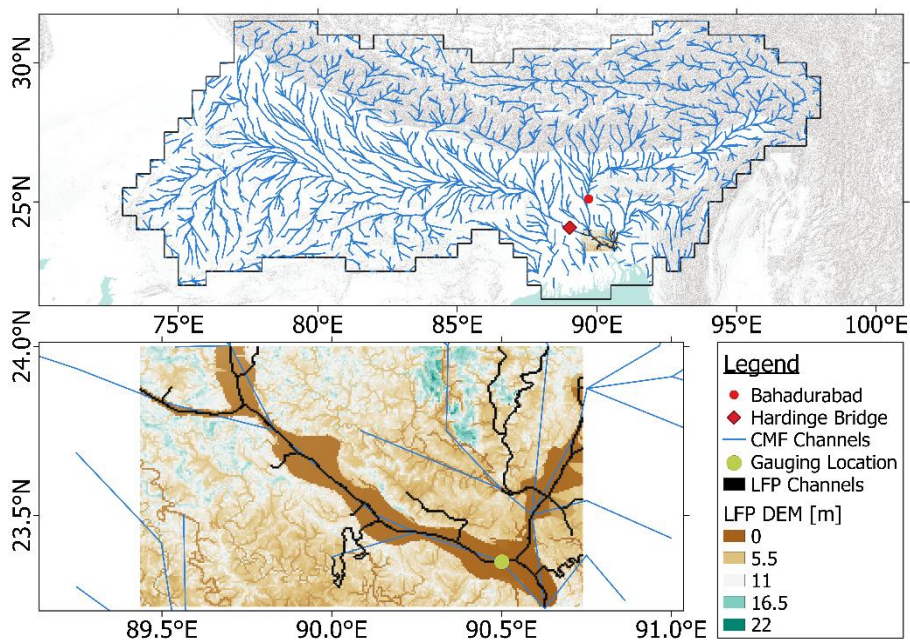 30°N
25°N
75°E 80°E 85°E 90°E 95°E 100°E
24.0°N
23.5°N
89.5°E 90.0°E 90.5°E 91.0°E
Legend
Bahadurabad
Hardinge Bridge
CMF Channels
Gauging Location
LFP Channels
LFP DEM [m]
0
5.5
11
16.5
22